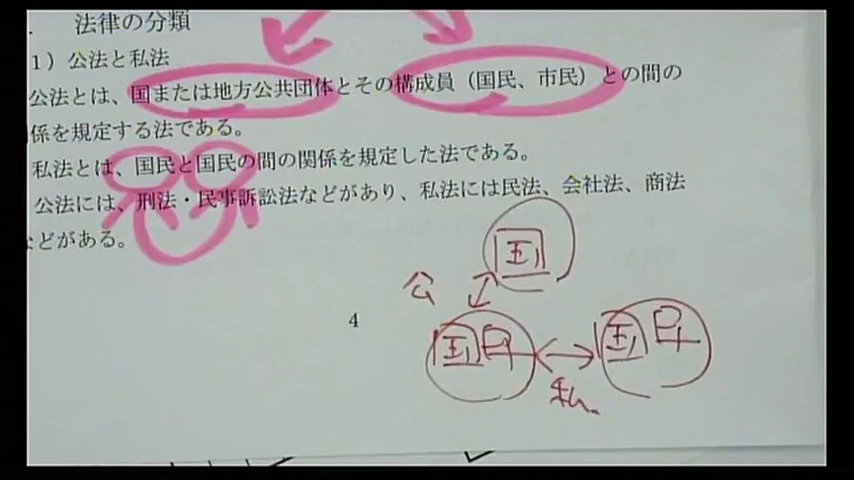 . 法律の分類
1）公法と私法
公法とは、国または地方公共団体とその構成員（国民、市民）との間の
係を規定する法である。
私法とは、国民と国民の間の関係を規定した法である。
公法には、刑法・民事訴訟法などがあり、私法には民法、会社法、商法
などがある。
国
公
国民
国民
私
4